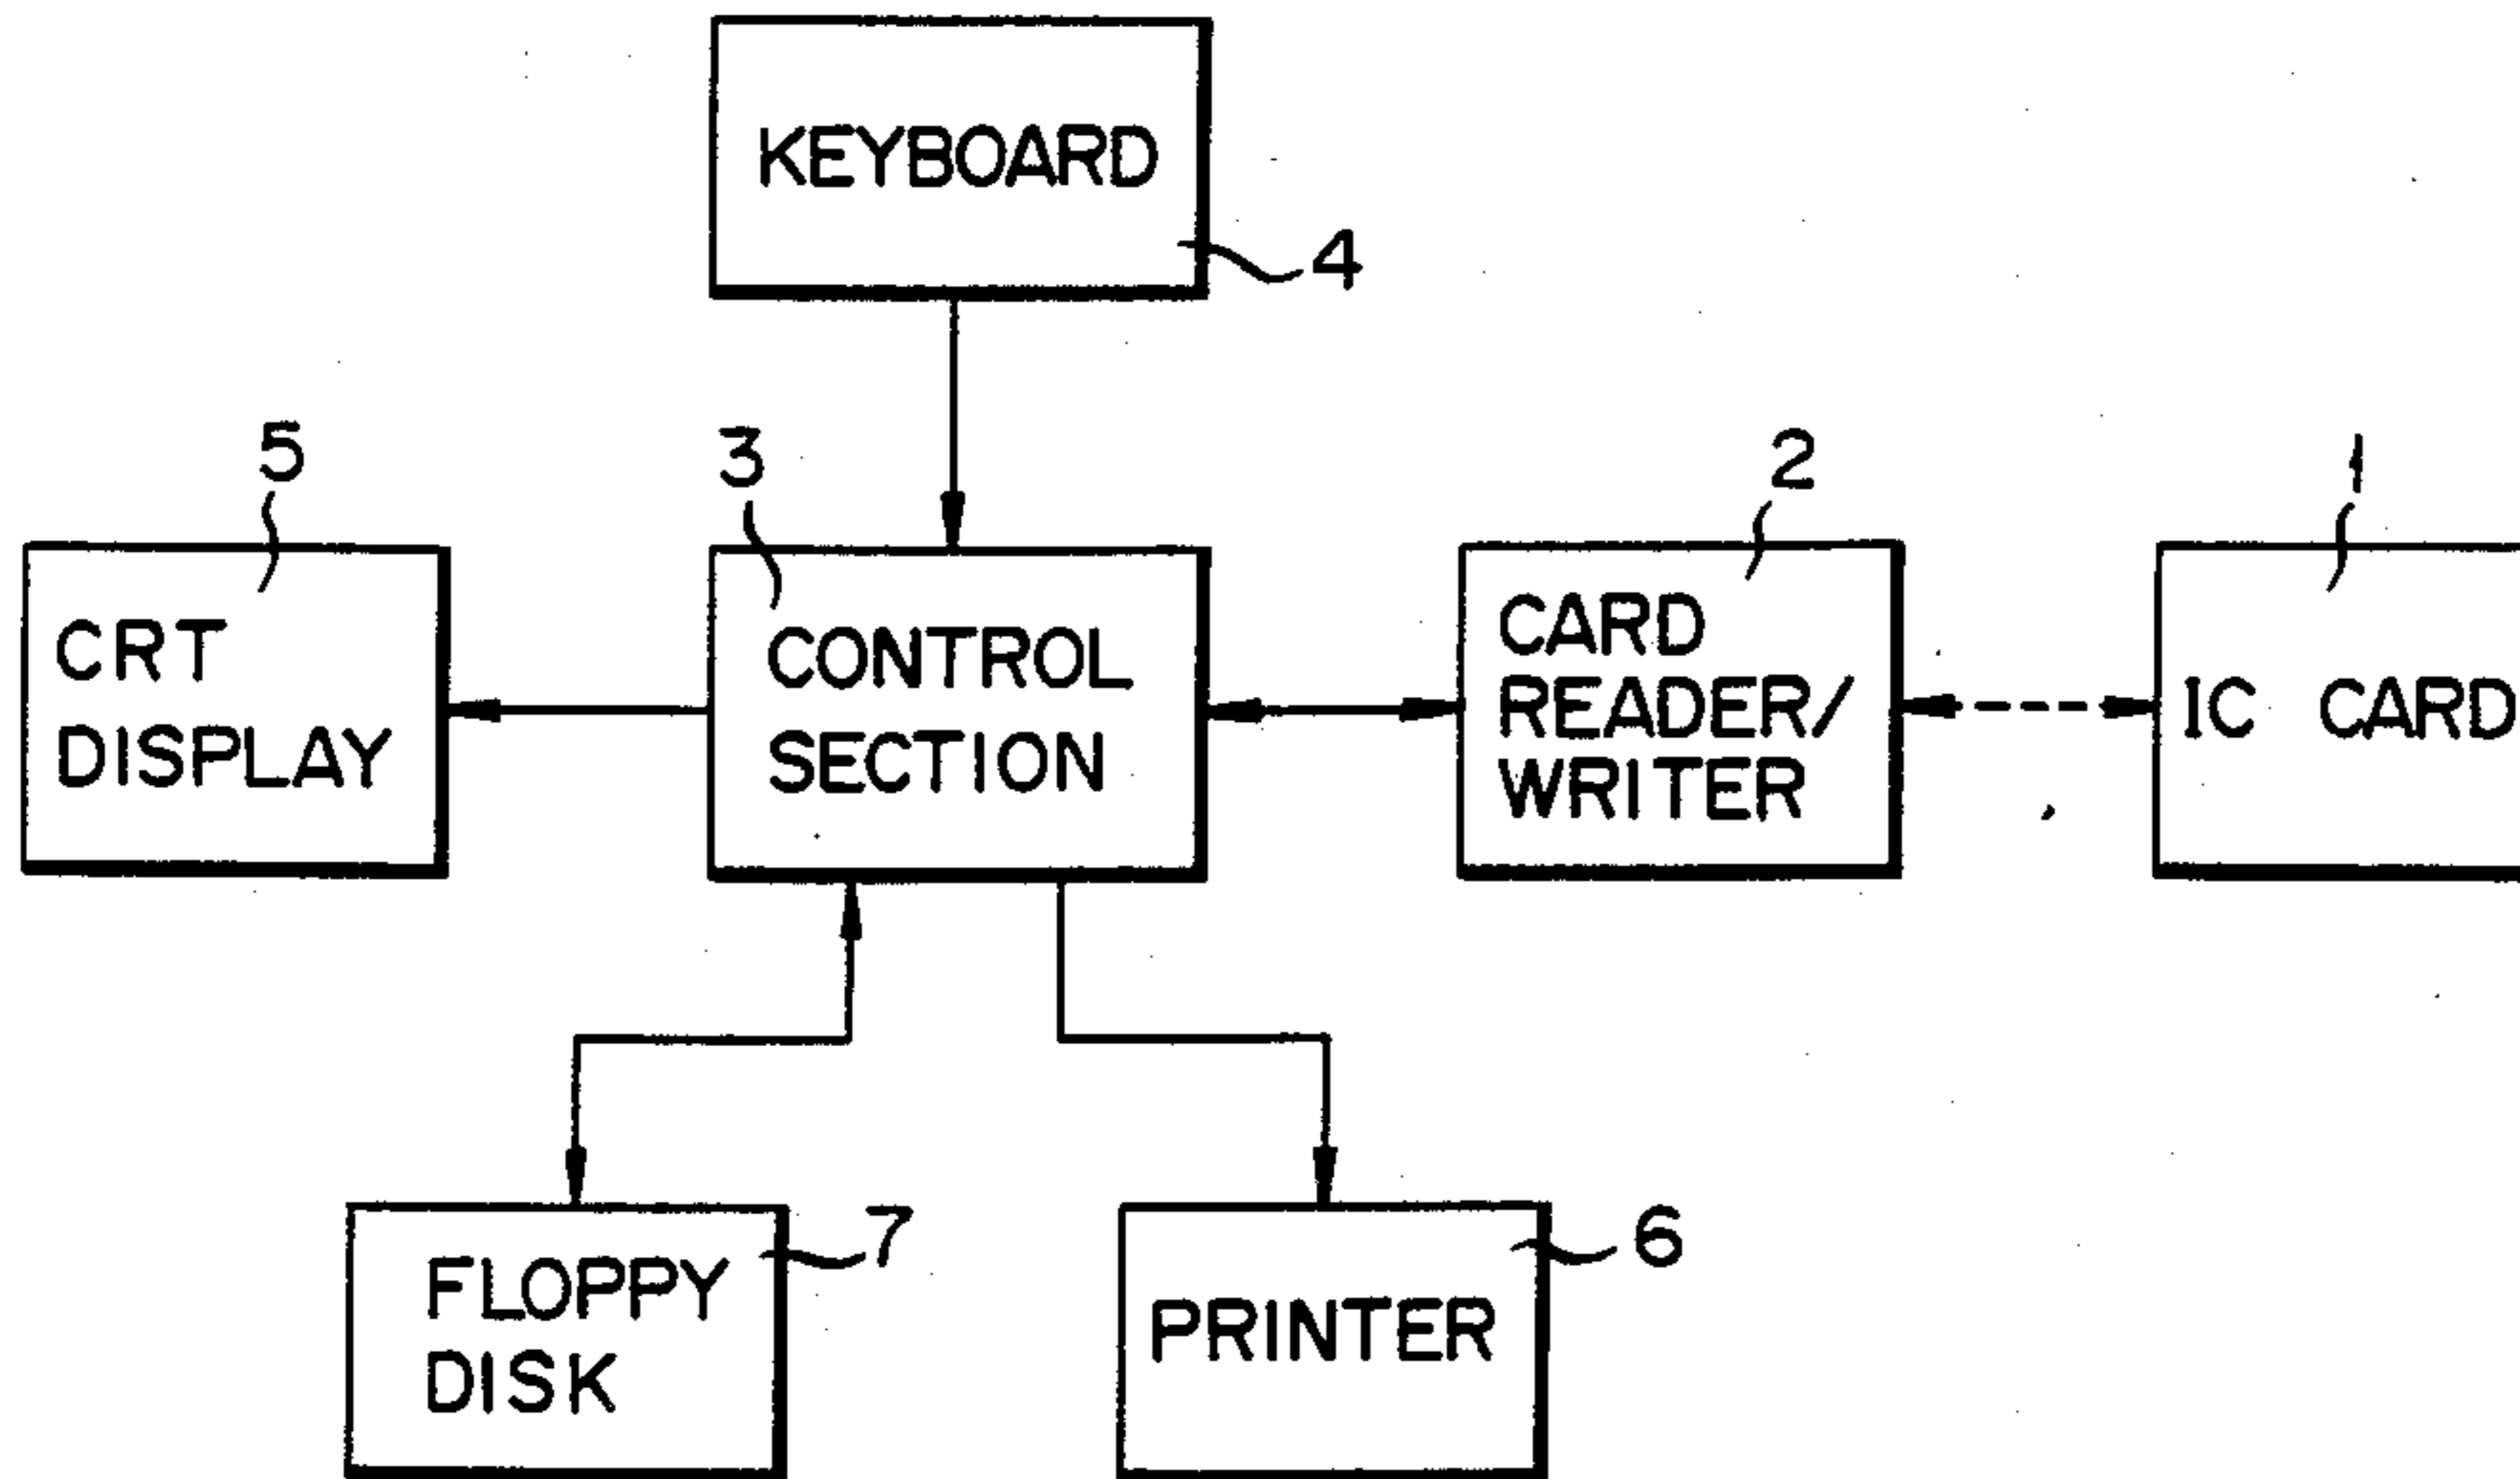 KEYBOARD
4
5
3
2
1
CRT
DISPLAY
CONTROL
SECTION
CARD
READER/
WRITER
IC CARD
7
6
FLOPPY
DISK
PRINTER